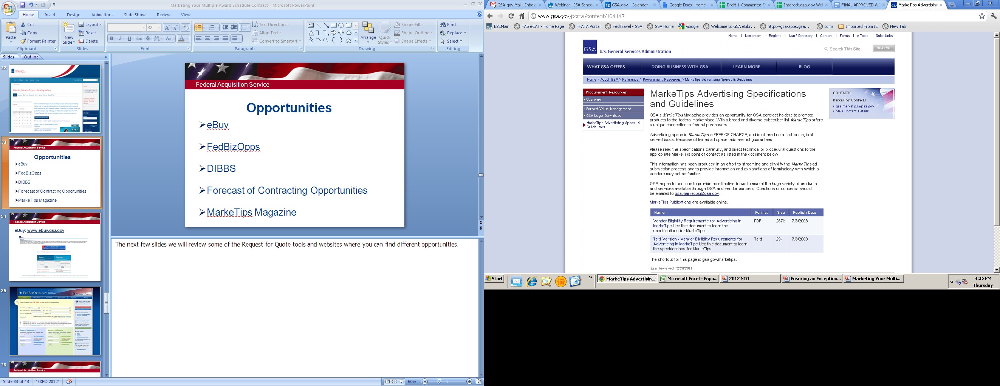 Marketing Your Multiple Award Schedule Contract - Microsoft PowerPoint
Home Insert Design Animations Slide Show Review View
Paste
Cut
Copy
Format Painter
Clipboard
New Slide
Layout
Reset
Delete
Slides
32
Font
Text Direction
Align Text
Convert to SmartArt
Paragraph
Arrange
Quick Styles
Shape Fill
Shape Outline
Shape Effects
Drawing
Find
Replace
Select
Editing
Slides Outline
32
Interact
Schedules Contractor Success - Marketing Matters!
33
Federal Acquisition Service
Opportunities
➢eBuy
➢FedBizOpps
➢DIBBS
➢Forecast of Contracting Opportunities
➢MarkeTips Magazine
34
Federal Acquisition Service
eBuy: www.ebuy.gsa.gov
35
FEDBIZOPPS.GOV
RECOVERY
Buyers / Engineers
Vendors / Citizens
36
Federal Acquisition Service
Federal Acquisition Service
Opportunities
➢eBuy
➢FedBizOpps
➢DIBBS
➢Forecast of Contracting Opportunities
➢MarkeTips Magazine
The next few slides we will review some of the Request for Quote tools and websites where you can find different opportunities.
Slide 33 of 43 "EXPO 2012" 60%
GSA.gov Mail - Inbox
Webinar: GSA Schedu
GSA.gov - Calendar
Google Docs - Home
Draft 1 Comments: E
Interact.gsa.gov Wel
FINAL APPROVED WO
MarkeTips Advertising
www.gsa.gov/portal/content/104147
E2EMain FAS eCAT - Home Page FFATA Portal FedTravel - GSA GSA Home Google Welcome to GSA eLibr... https--gsa-apps.gsa.... ocms Imported From IE New Tab
Home | Newsroom | Regions | Staff Directory | Careers | Forms | e-Tools | QuickLinks
GSA U.S. General Services Administration
Search This Site SEARCH
WHAT GSA OFFERS DOING BUSINESS WITH GSA LEARN MORE BLOG
Home > About GSA > Reference > Procurement Resources > MarkeTips Advertising Specs. & Guidelines
Procurement Resources
Overview
Earned Value Management
GSA Logo Download
MarkeTips Advertising Specs. &
Guidelines
MarkeTips Advertising Specifications
and Guidelines
GSA's MarkeTips Magazine provides an opportunity for GSA contract holders to promote
products to the federal marketplace. With a broad and diverse subscriber list MarkeTips offers
a unique connection to federal purchasers.
Advertising space in MarkeTips is FREE OF CHARGE, and is offered on a first-come, first-
served basis. Because of limited ad space, ads are not guaranteed.
Please read the specifications carefully, and direct technical or procedural questions to the
appropriate MarkeTips point of contact as listed in the document below.
This information has been produced in an effort to streamline and simplify the MarkeTips ad
submission process and to provide information and explanations of terminology with which all
vendors may not be familiar.
GSA hopes to continue to provide an effective forum to market the huge variety of products
and services available through GSA and vendor partners. Questions or concerns should
be emailed to gsa.marketips@gsa.gov.
MarkeTips Publications are available online.
Name Format Size Publish Date
Vendor Eligibility Requirements for Advertising in PDF 267k 7/8/2008
MarkeTips Use this document to learn the
specifications for MarkeTips.
Text Version - Vendor Eligibility Requirements for Text 29k 7/8/2008
Advertising in MarkeTips Use this document to learn
the specifications for MarkeTips.
The shortcut for this page is gsa.gov/marketips.
Last Reviewed 12/28/2011
CONTACTS
MarkeTips Contacts
gsa.marketips@gsa.gov
View Contact Details
Start
MarkeTips Advertisin...
Microsoft Excel - Expo...
2012 NCO
Ensuring an Exception...
Marketing Your Multi...
4:35 PM
Thursday